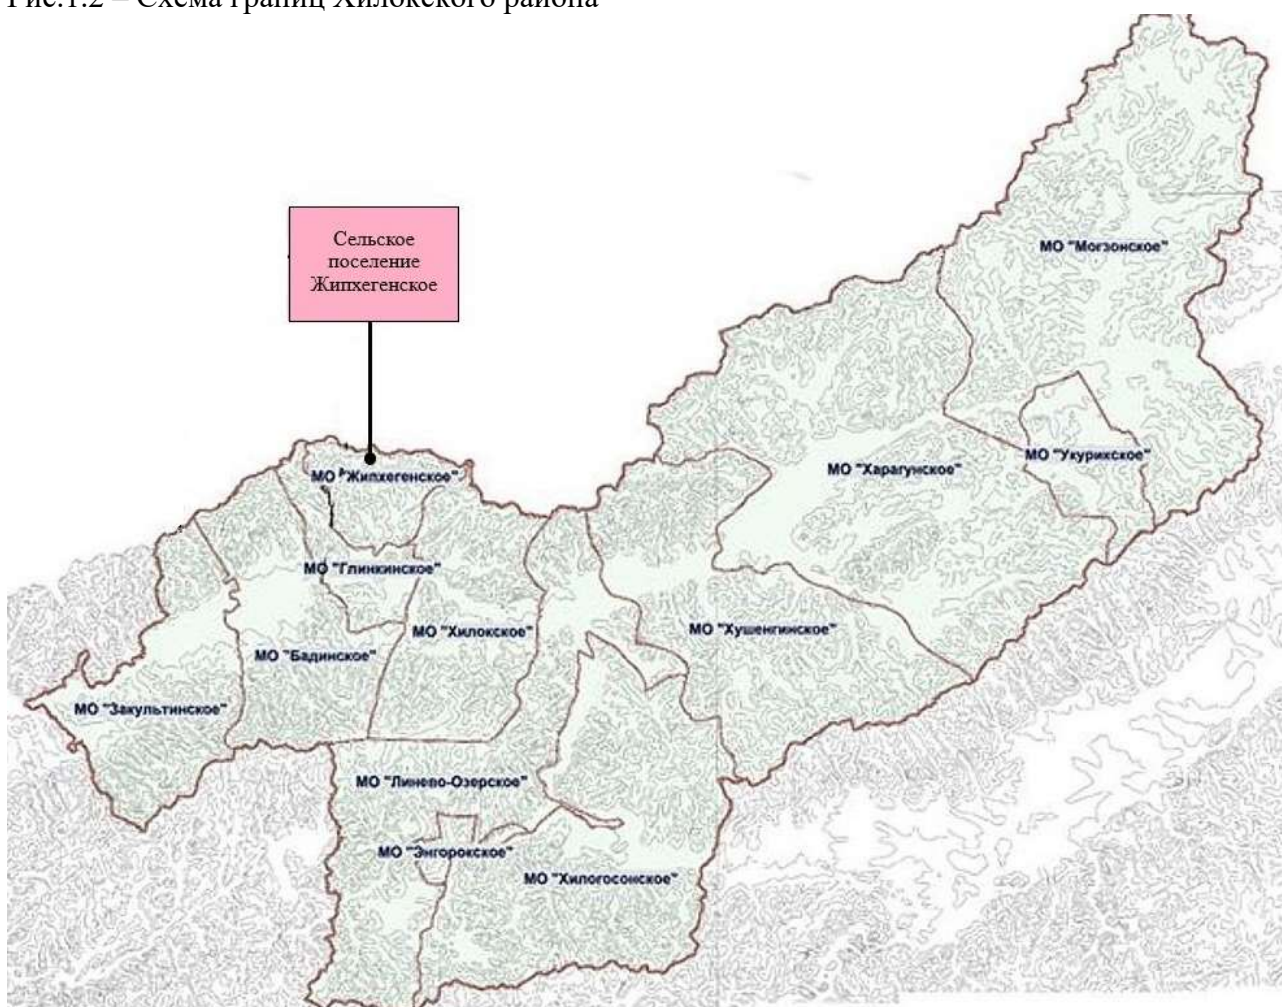 Рис.1.2 – Схема границ Хилокского района
Сельское
поселение
Жипхегенское
МО "Могзонское"
МО "Укурикское"
МО "Харагунское"
МО "Жипхегенское"
МО "Глинкинское"
МО "Хилокское"
МО "Хушенгинское"
МО "Бадинское"
МО "Закультинское"
МО "Линево-Озерское"
МО "Энгорокское"
МО "Хилогосонское"